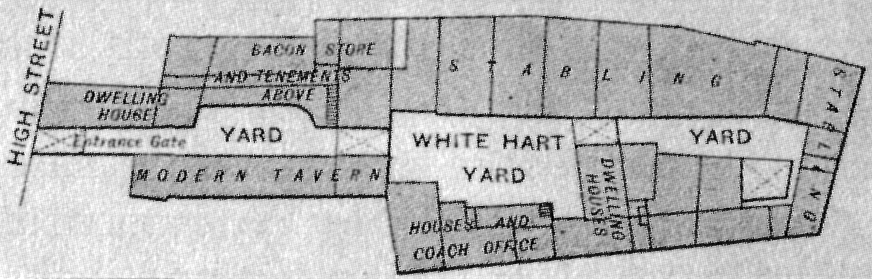 HIGH STREET
BACON STORE
AND TENEMENTS
ABOVE
DWELLING
HOUSE
Entrance Gate
YARD
MODERN TAVERN
STABLING
WHITE HART
YARD
HOUSES AND
COACH OFFICE
DWELLING
HOUSES
YARD
STABLING